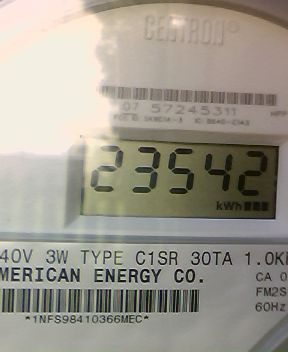 CENTRON®
07 57245311
23542
kWh
40V 3W TYPE C1SR 30TA 1.0K
MERICAN ENERGY CO.
CA 0
FM2S
60Hz
*1NFS98410366MEC*